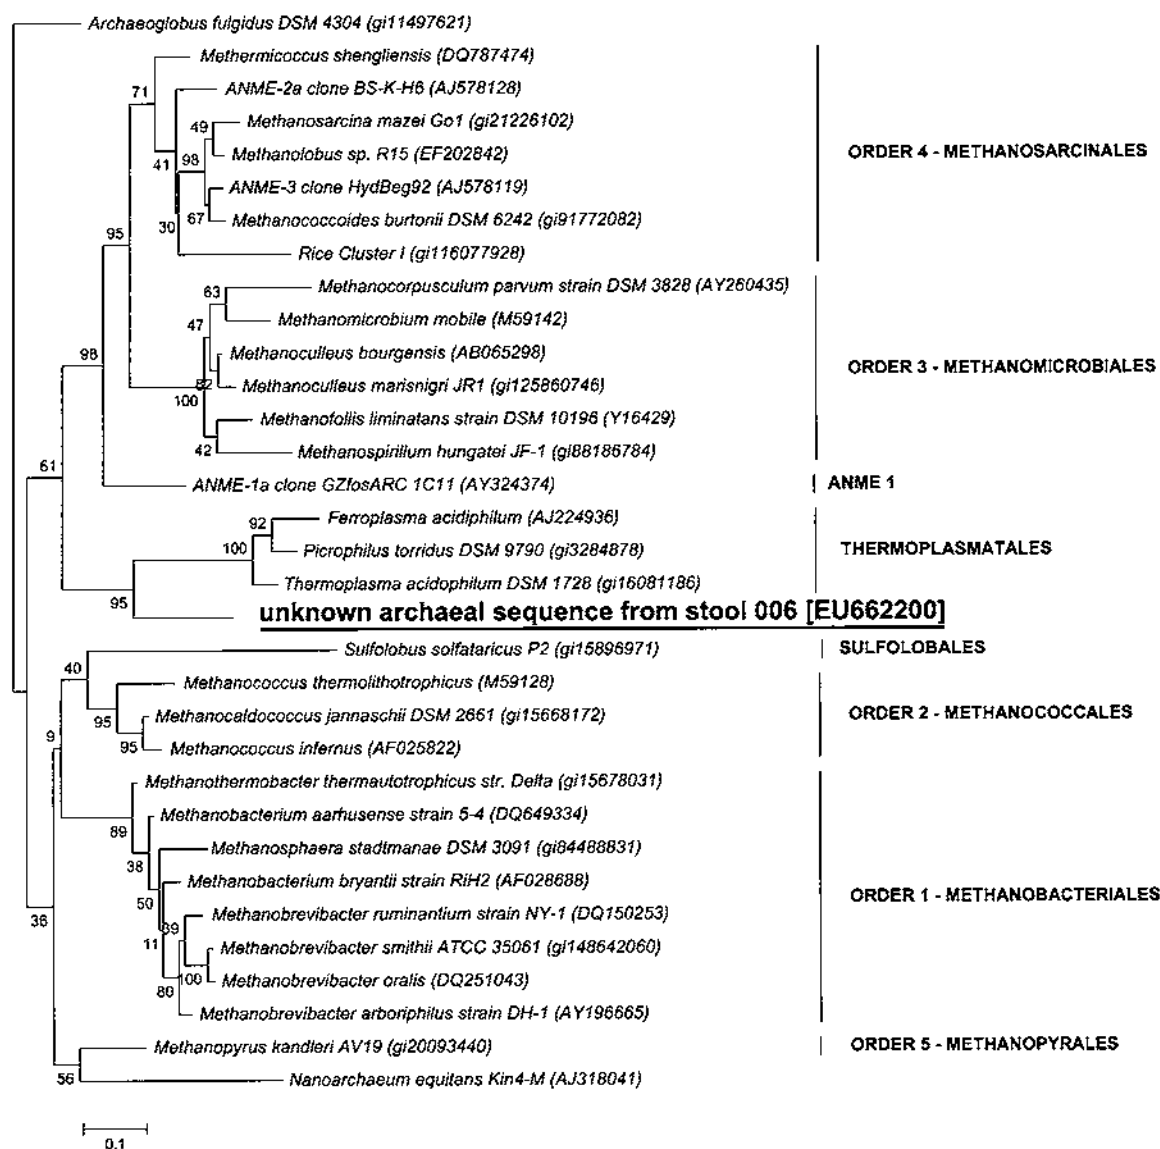 Archaeoglobus fulgidus DSM 4304 (gi11497621)
Methermicoccus shengliensis (DQ787474)
71
ANME-2a clone BS-K-H6 (AJ578128)
49
Methanosarcina mazei Go1 (gi21226102)
ORDER 4 - METHANOSARCINALES
41
98
Methanolobus sp. R15 (EF202842)
ANME-3 clone HydBeg92 (AJ578119)
67
Methanococcoides burtonii DSM 6242 (gi91772082)
30
95
Rice Cluster I (gi116077928)
63
Methanocorpusculum parvum strain DSM 3828 (AY260435)
Methanomicrobium mobile (M59142)
47
Methanoculleus bourgensis (AB065298)
98
ORDER 3 - METHANOMICROBIALES
82
Methanoculleus marisnigri JR1 (gi125860746)
100
Methanofollis liminatans strain DSM 10196 (Y16429)
42
Methanospirillum hungatei JF-1 (gi88186784)
61
ANME-1a clone GZfosARC 1C11 (AY324374)
ANME 1
92
Ferroplasma acidiphilum (AJ224936)
100
Picrophilus torridus DSM 9790 (gi3284878)
THERMOPLASMATALES
Thermoplasma acidophilum DSM 1728 (gi16081186)
95
unknown archaeal sequence from stool 006 [EU662200]
Sulfolobus solfataricus P2 (gi15896971)
SULFOLOBALES
40
Methanococcus thermolithotrophicus (M59128)
95
Methanocaldococcus jannaschii DSM 2661 (gi15668172)
ORDER 2 - METHANOCOCCALES
9
95
Methanococcus infernus (AF025822)
Methanothermobacter thermautotrophicus str. Delta (gi15678031)
89
Methanobacterium aarhusense strain 5-4 (DQ649334)
38
Methanosphaera stadtmanae DSM 3091 (gi84488831)
Methanobacterium bryantii strain RiH2 (AF028688)
ORDER 1 - METHANOBACTERIALES
50
36
Methanobrevibacter ruminantium strain NY-1 (DQ150253)
11
Methanobrevibacter smithii ATCC 35061 (gi148642060)
100
Methanobrevibacter oralis (DQ251043)
80
Methanobrevibacter arboriphilus strain DH-1 (AY196665)
Methanopyrus kandleri AV19 (gi20093440)
ORDER 5 - METHANOPYRALES
56
Nanoarchaeum equitans Kin4-M (AJ318041)
0.1